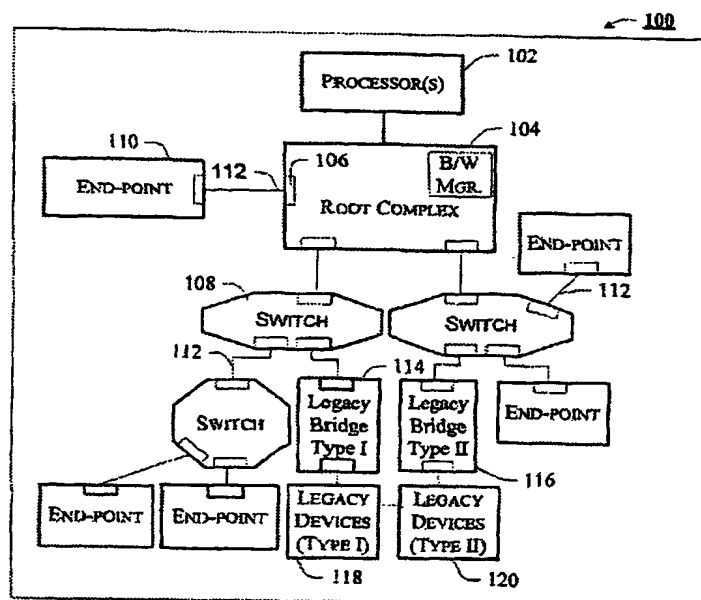 100
PROCESSOR(S)
102
104
110
112
106
B/W
MGR.
END-POINT
ROOT COMPLEX
END-POINT
108
112
SWITCH
SWITCH
112
114
SWITCH
Legacy
Bridge
Type I
Legacy
Bridge
Type II
END-POINT
116
END-POINT
END-POINT
LEGACY
DEVICES
(TYPE I)
LEGACY
DEVICES
(TYPE II)
118
120